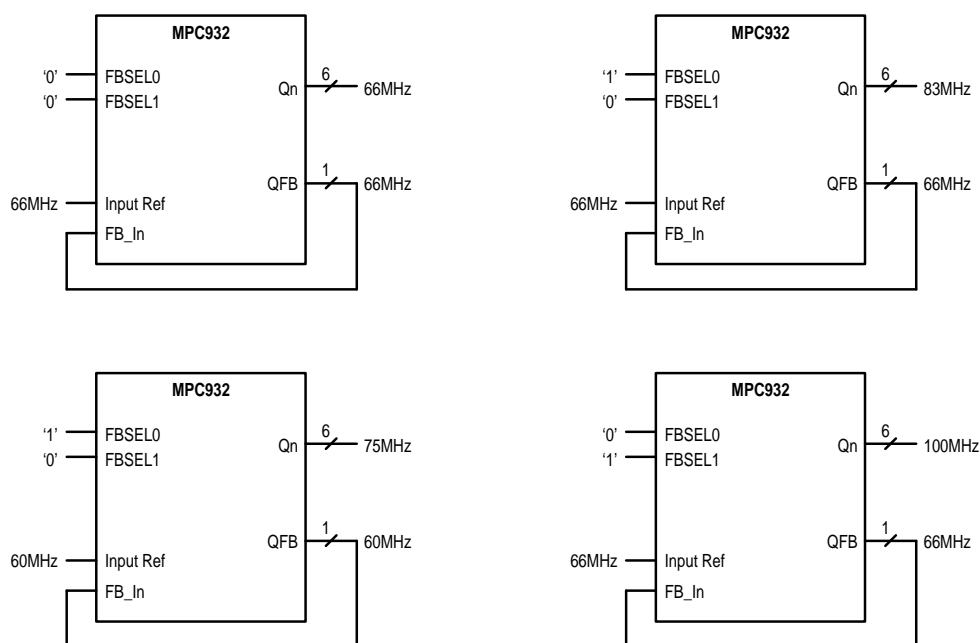 MPC932
‘0’ FBSEL0
‘0’ FBSEL1
Qn 6 66MHz
QFB 1 66MHz
66MHz Input Ref
FB_In
MPC932
‘1’ FBSEL0
‘0’ FBSEL1
Qn 6 83MHz
QFB 1 66MHz
66MHz Input Ref
FB_In
MPC932
‘1’ FBSEL0
‘0’ FBSEL1
Qn 6 75MHz
QFB 1 60MHz
60MHz Input Ref
FB_In
MPC932
‘0’ FBSEL0
‘1’ FBSEL1
Qn 6 100MHz
QFB 1 66MHz
66MHz Input Ref
FB_In